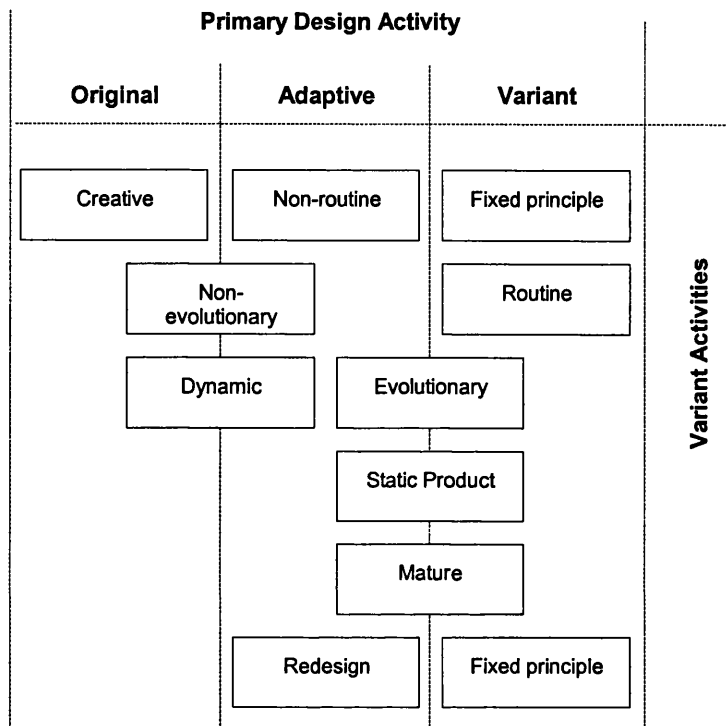 Primary Design Activity
Original Adaptive Variant
Creative Non-routine Fixed principle
Non-
evolutionary
Routine
Dynamic Evolutionary
Static Product
Mature
Redesign Fixed principle
Variant Activities